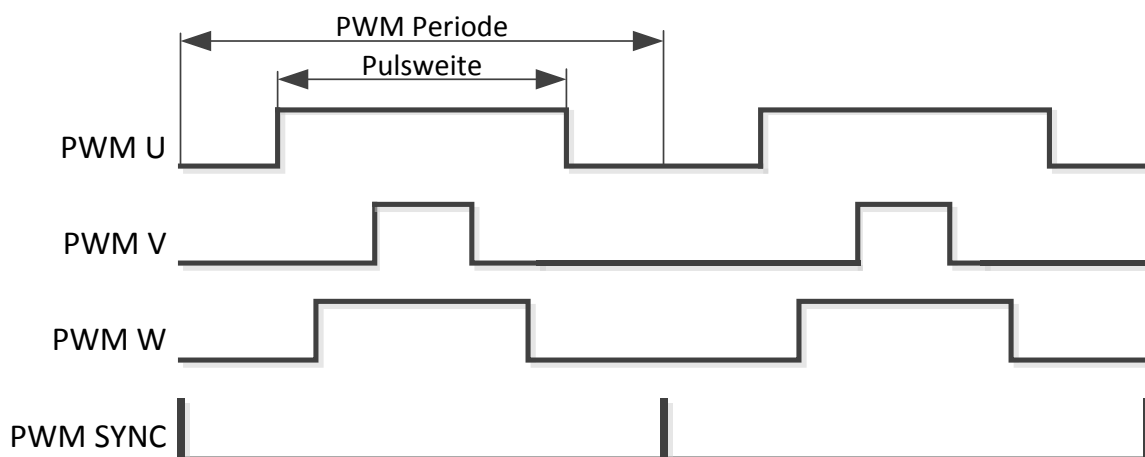 PWM Periode
Pulsweite
PWM U
PWM V
PWM W
PWM SYNC